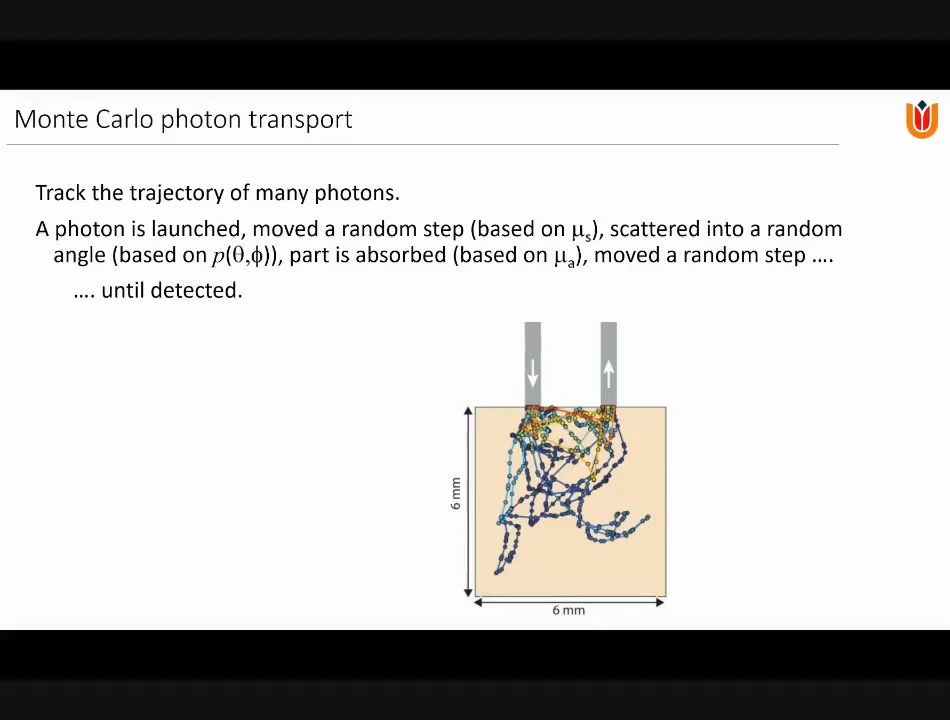 Monte Carlo photon transport
Track the trajectory of many photons.
A photon is launched, moved a random step (based on μs), scattered into a random
angle (based on p(θ,ϕ)), part is absorbed (based on μa), moved a random step ….
…. until detected.
6 mm
6 mm